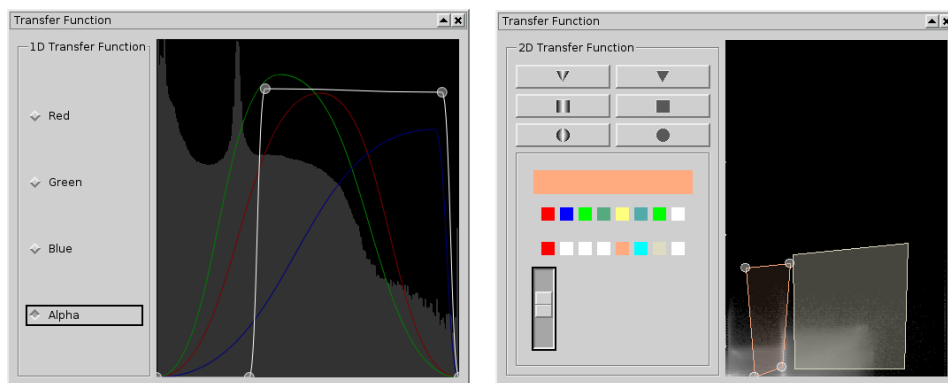 Transfer Function
1D Transfer Function
Red
Green
Blue
Alpha
Transfer Function
2D Transfer Function